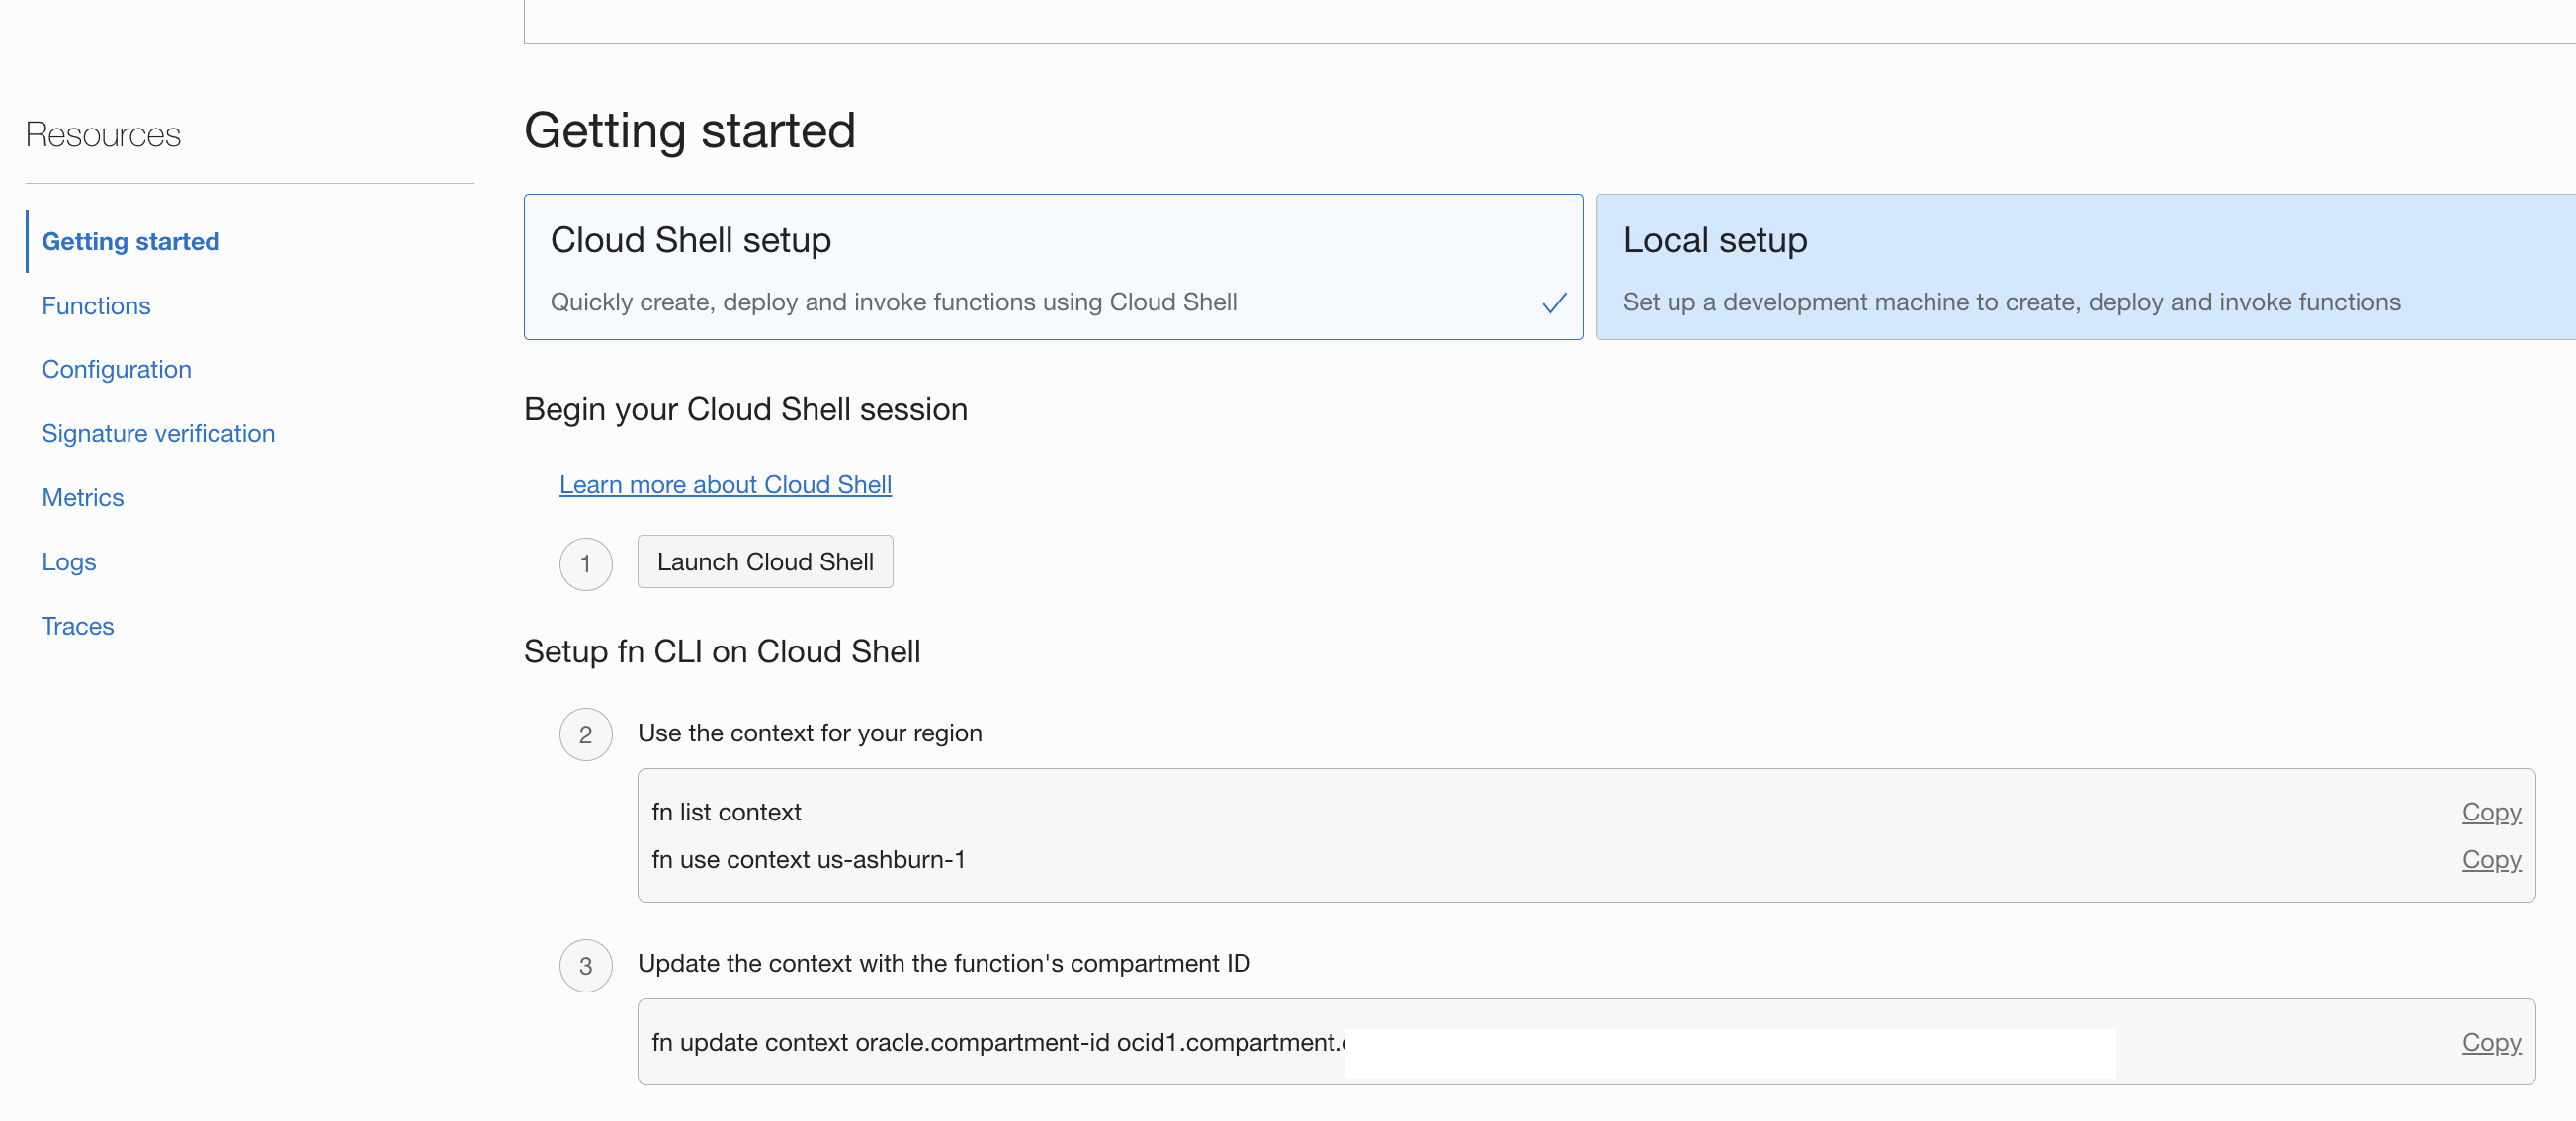 Resources
Getting started
Functions
Configuration
Signature verification
Metrics
Logs
Traces
Getting started
Cloud Shell setup
Quickly create, deploy and invoke functions using Cloud Shell
Local setup
Set up a development machine to create, deploy and invoke functions
Begin your Cloud Shell session
Learn more about Cloud Shell
1 Launch Cloud Shell
Setup fn CLI on Cloud Shell
2 Use the context for your region
fn list context Copy
fn use context us-ashburn-1 Copy
3 Update the context with the function's compartment ID
fn update context oracle.compartment-id ocid1.compartment. Copy